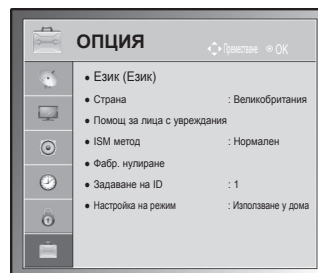 ОПЦИЯ
Преместване OK
• Език (Език)
• Страна : Великобритания
• Помощ за лица с увреждания
• ISM метод : Нормален
• Фабр. нулиране
• Задаване на ID : 1
• Настройка на режим : Използване у дома